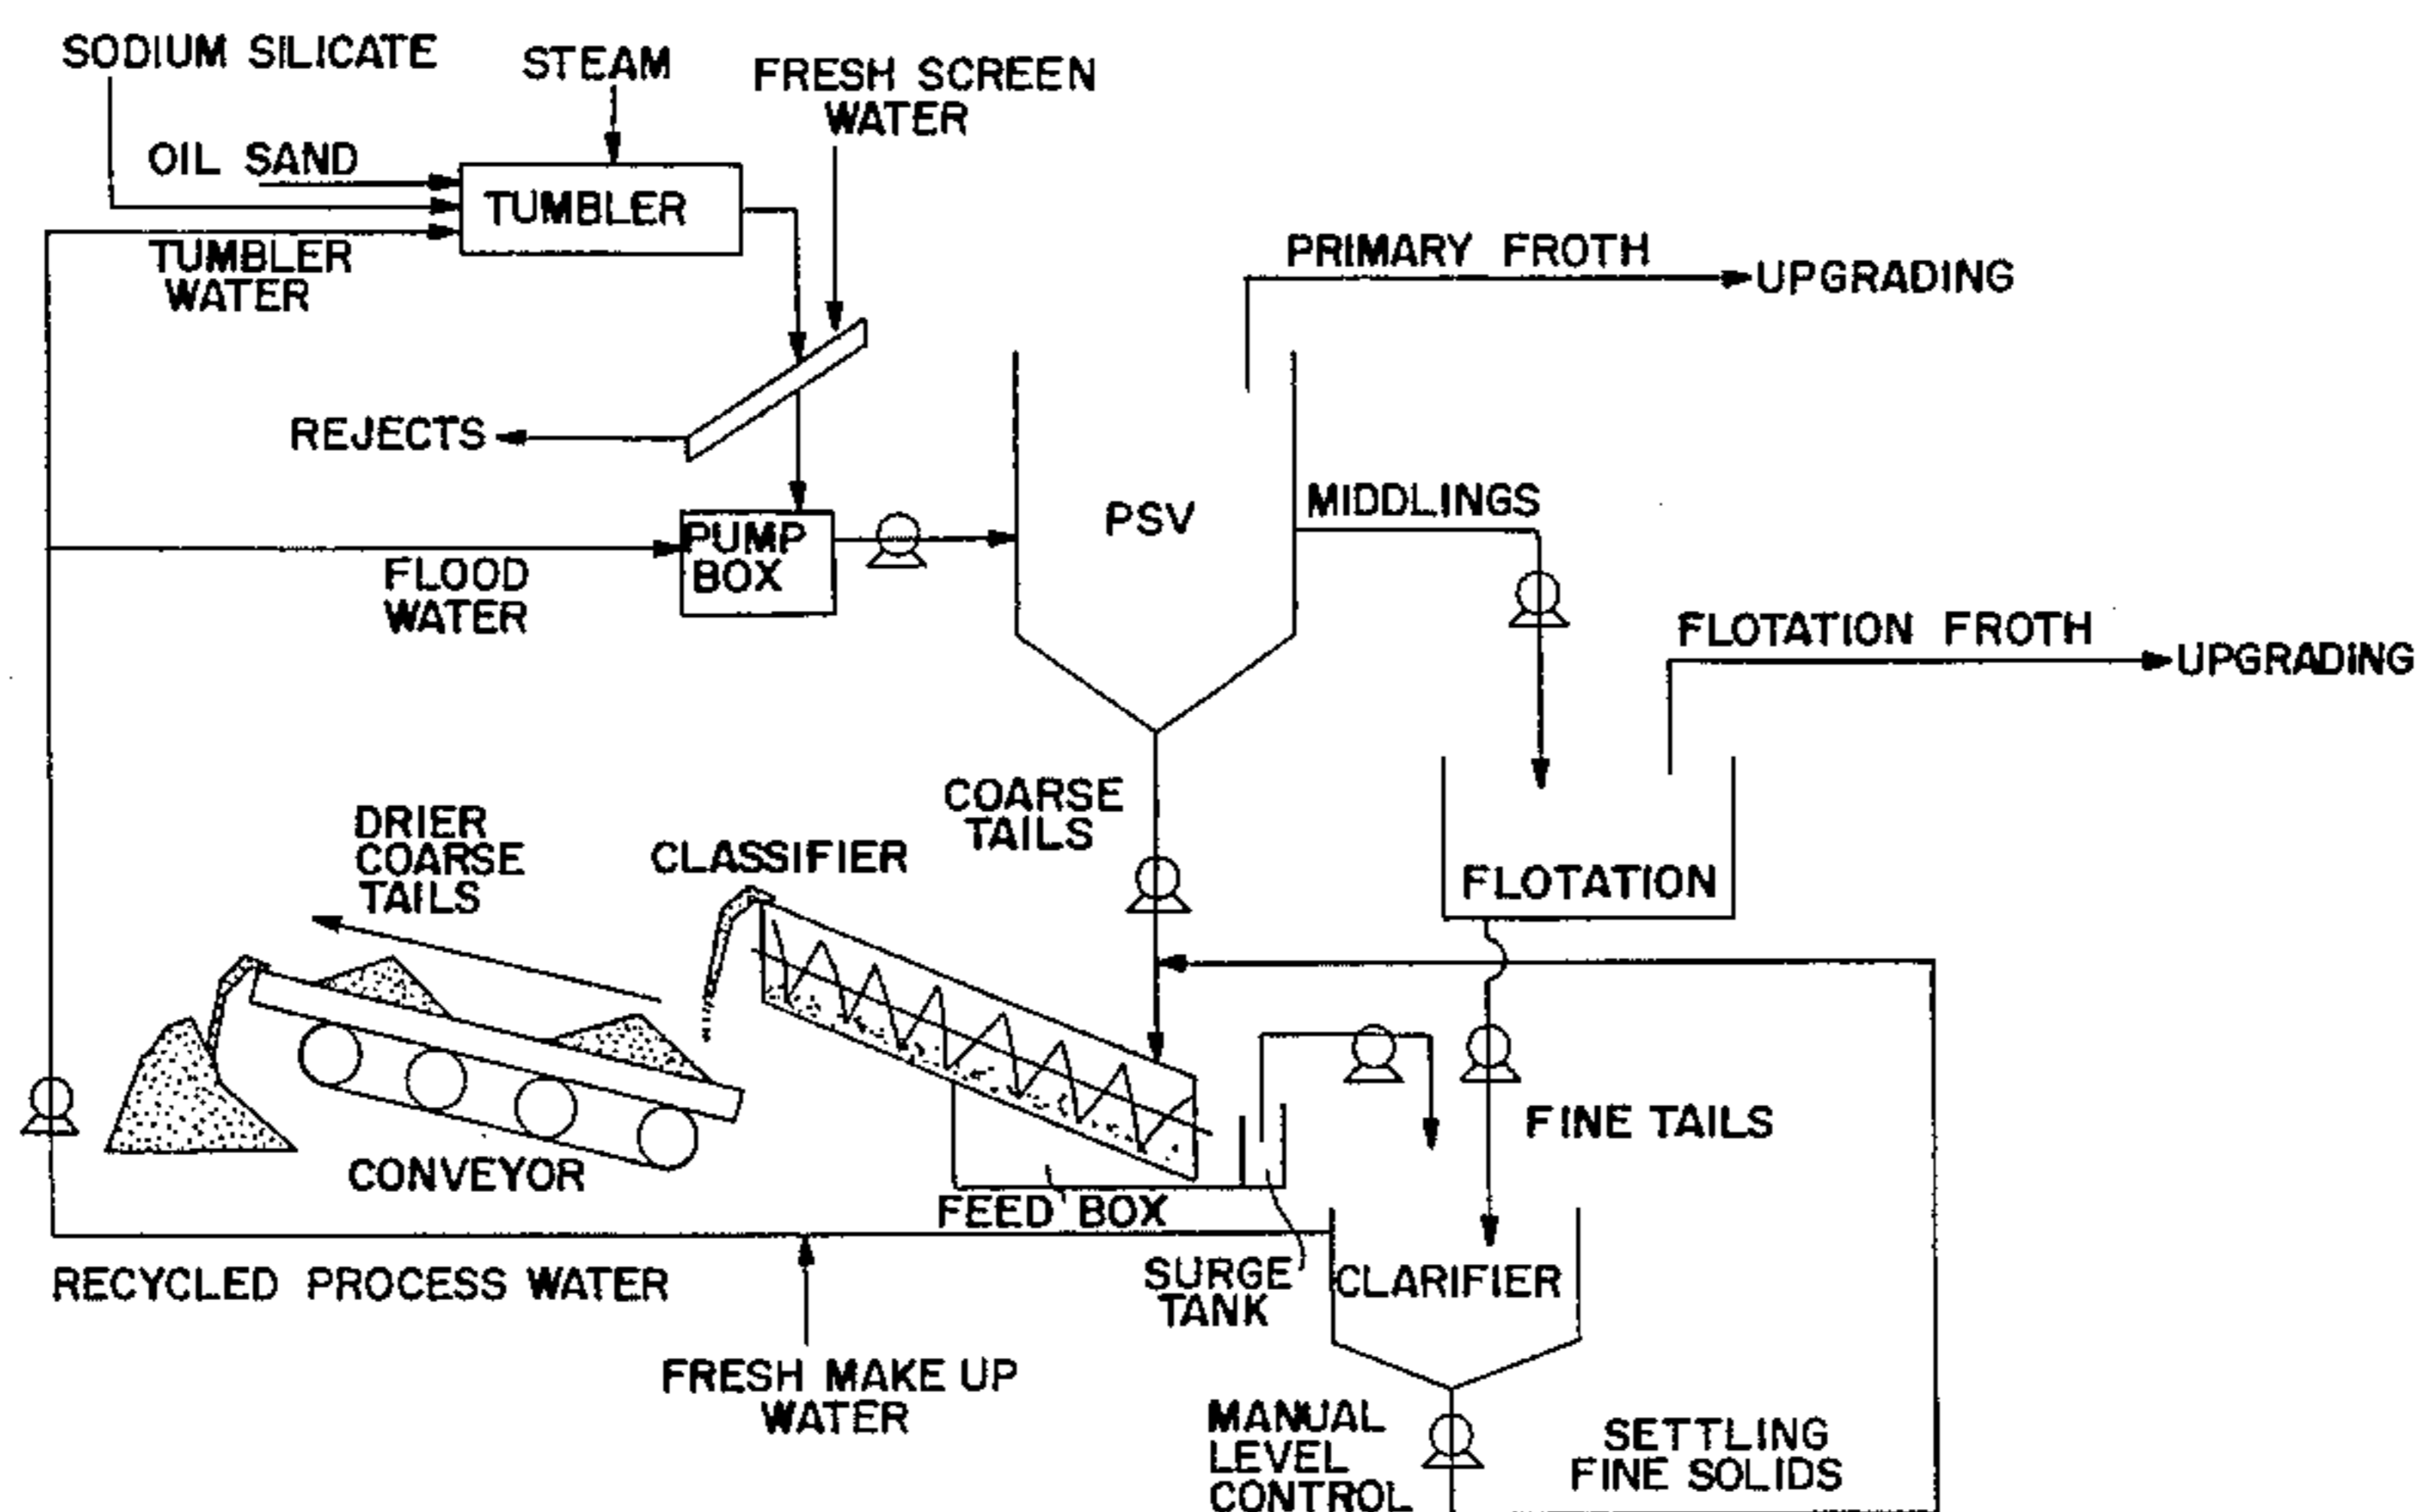 SODIUM SILICATE
STEAM
FRESH SCREEN
WATER
OIL SAND
TUMBLER
TUMBLER
WATER
PRIMARY FROTH
UPGRADING
REJECTS
PSV
MIDDLINGS
PUMP
BOX
FLOOD
WATER
FLOTATION FROTH
UPGRADING
COARSE
TAILS
DRIER
COARSE
TAILS
CLASSIFIER
FLOTATION
FINE TAILS
CONVEYOR
FEED BOX
RECYCLED PROCESS WATER
SURGE
TANK
CLARIFIER
FRESH MAKE UP
WATER
MANUAL
LEVEL
CONTROL
SETTLING
FINE SOLIDS